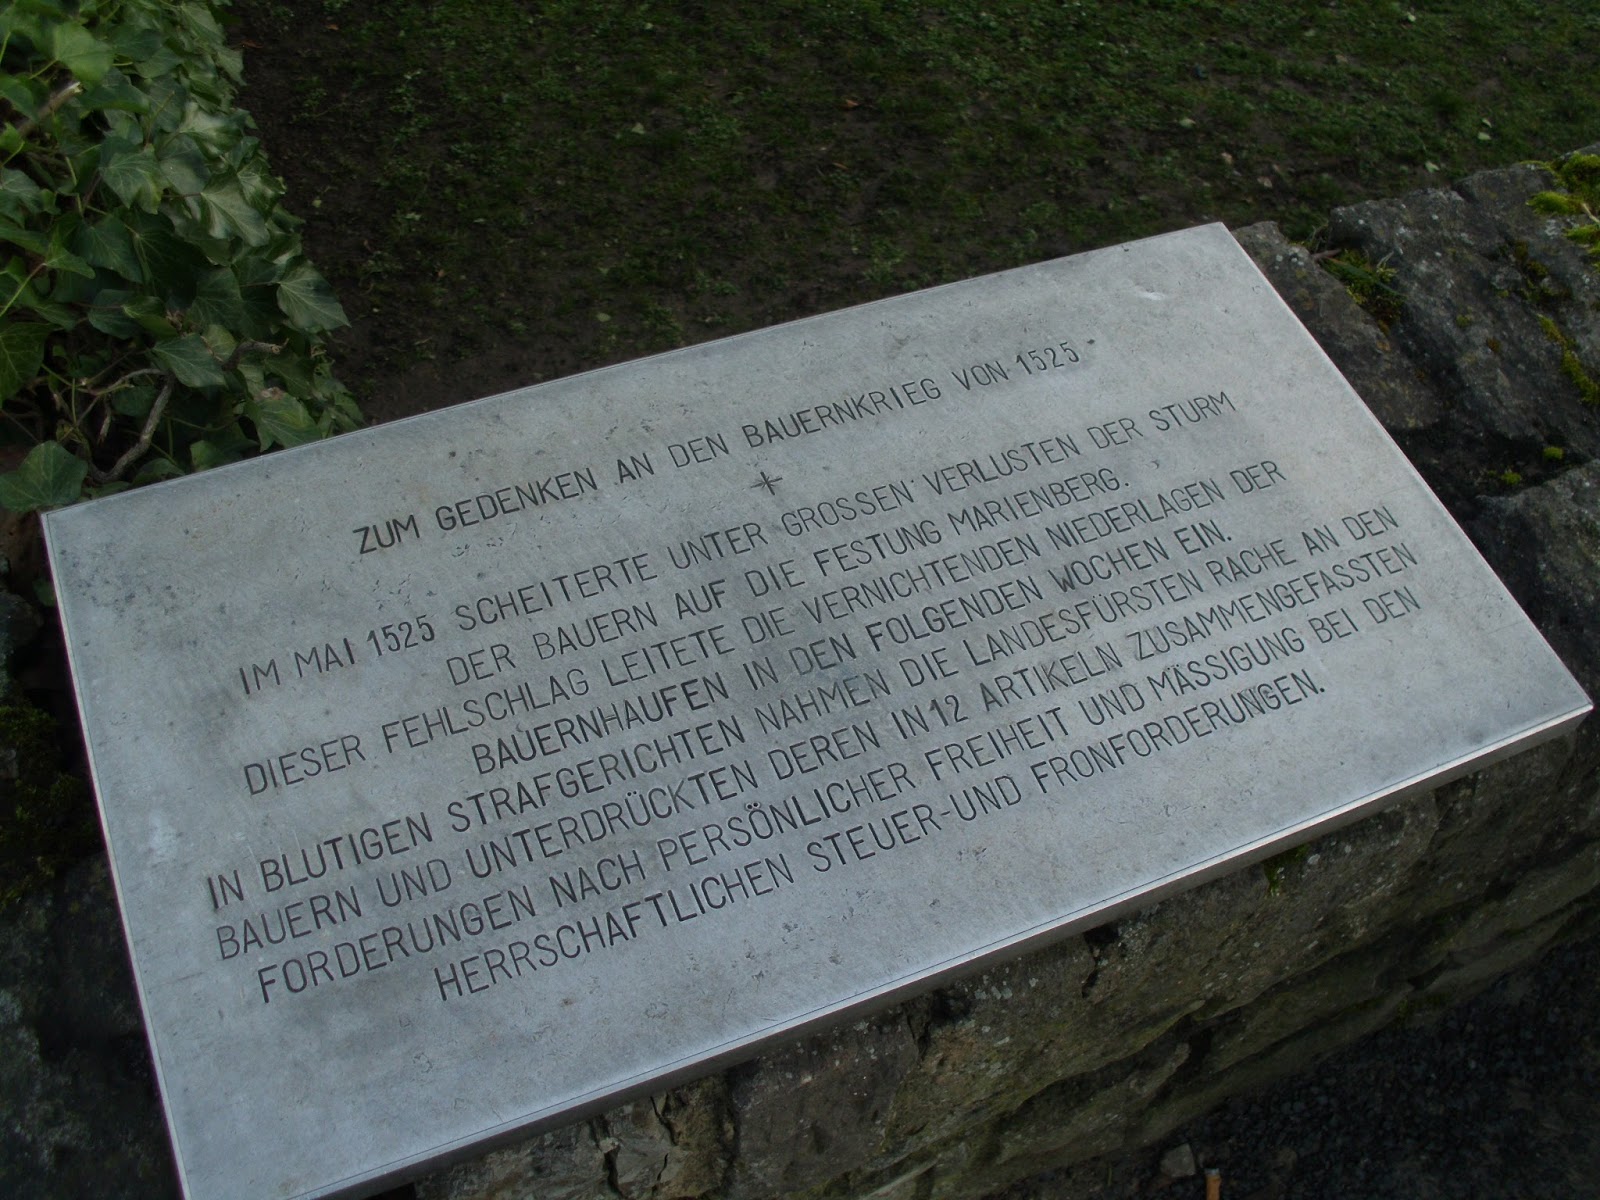 ZUM GEDENKEN AN DEN BAUERNKRIEG VON 1525
IM MAI 1525 SCHEITERTE UNTER GROSSEN VERLUSTEN DER STURM
DER BAUERN AUF DIE FESTUNG MARIENBERG.
DIESER FEHLSCHLAG LEITETE DIE VERNICHTENDEN NIEDERLAGEN DER
BAUERNHAUFEN IN DEN FOLGENDEN WOCHEN EIN.
IN BLUTIGEN STRAFGERICHTEN NAHMEN DIE LANDESFÜRSTEN RACHE AN DEN
BAUERN UND UNTERDRÜCKTEN DEREN IN 12 ARTIKELN ZUSAMMENGEFASSTEN
FORDERUNGEN NACH PERSÖNLICHER FREIHEIT UND MÄSSIGUNG BEI DEN
HERRSCHAFTLICHEN STEUER-UND FRONFORDERUNGEN.